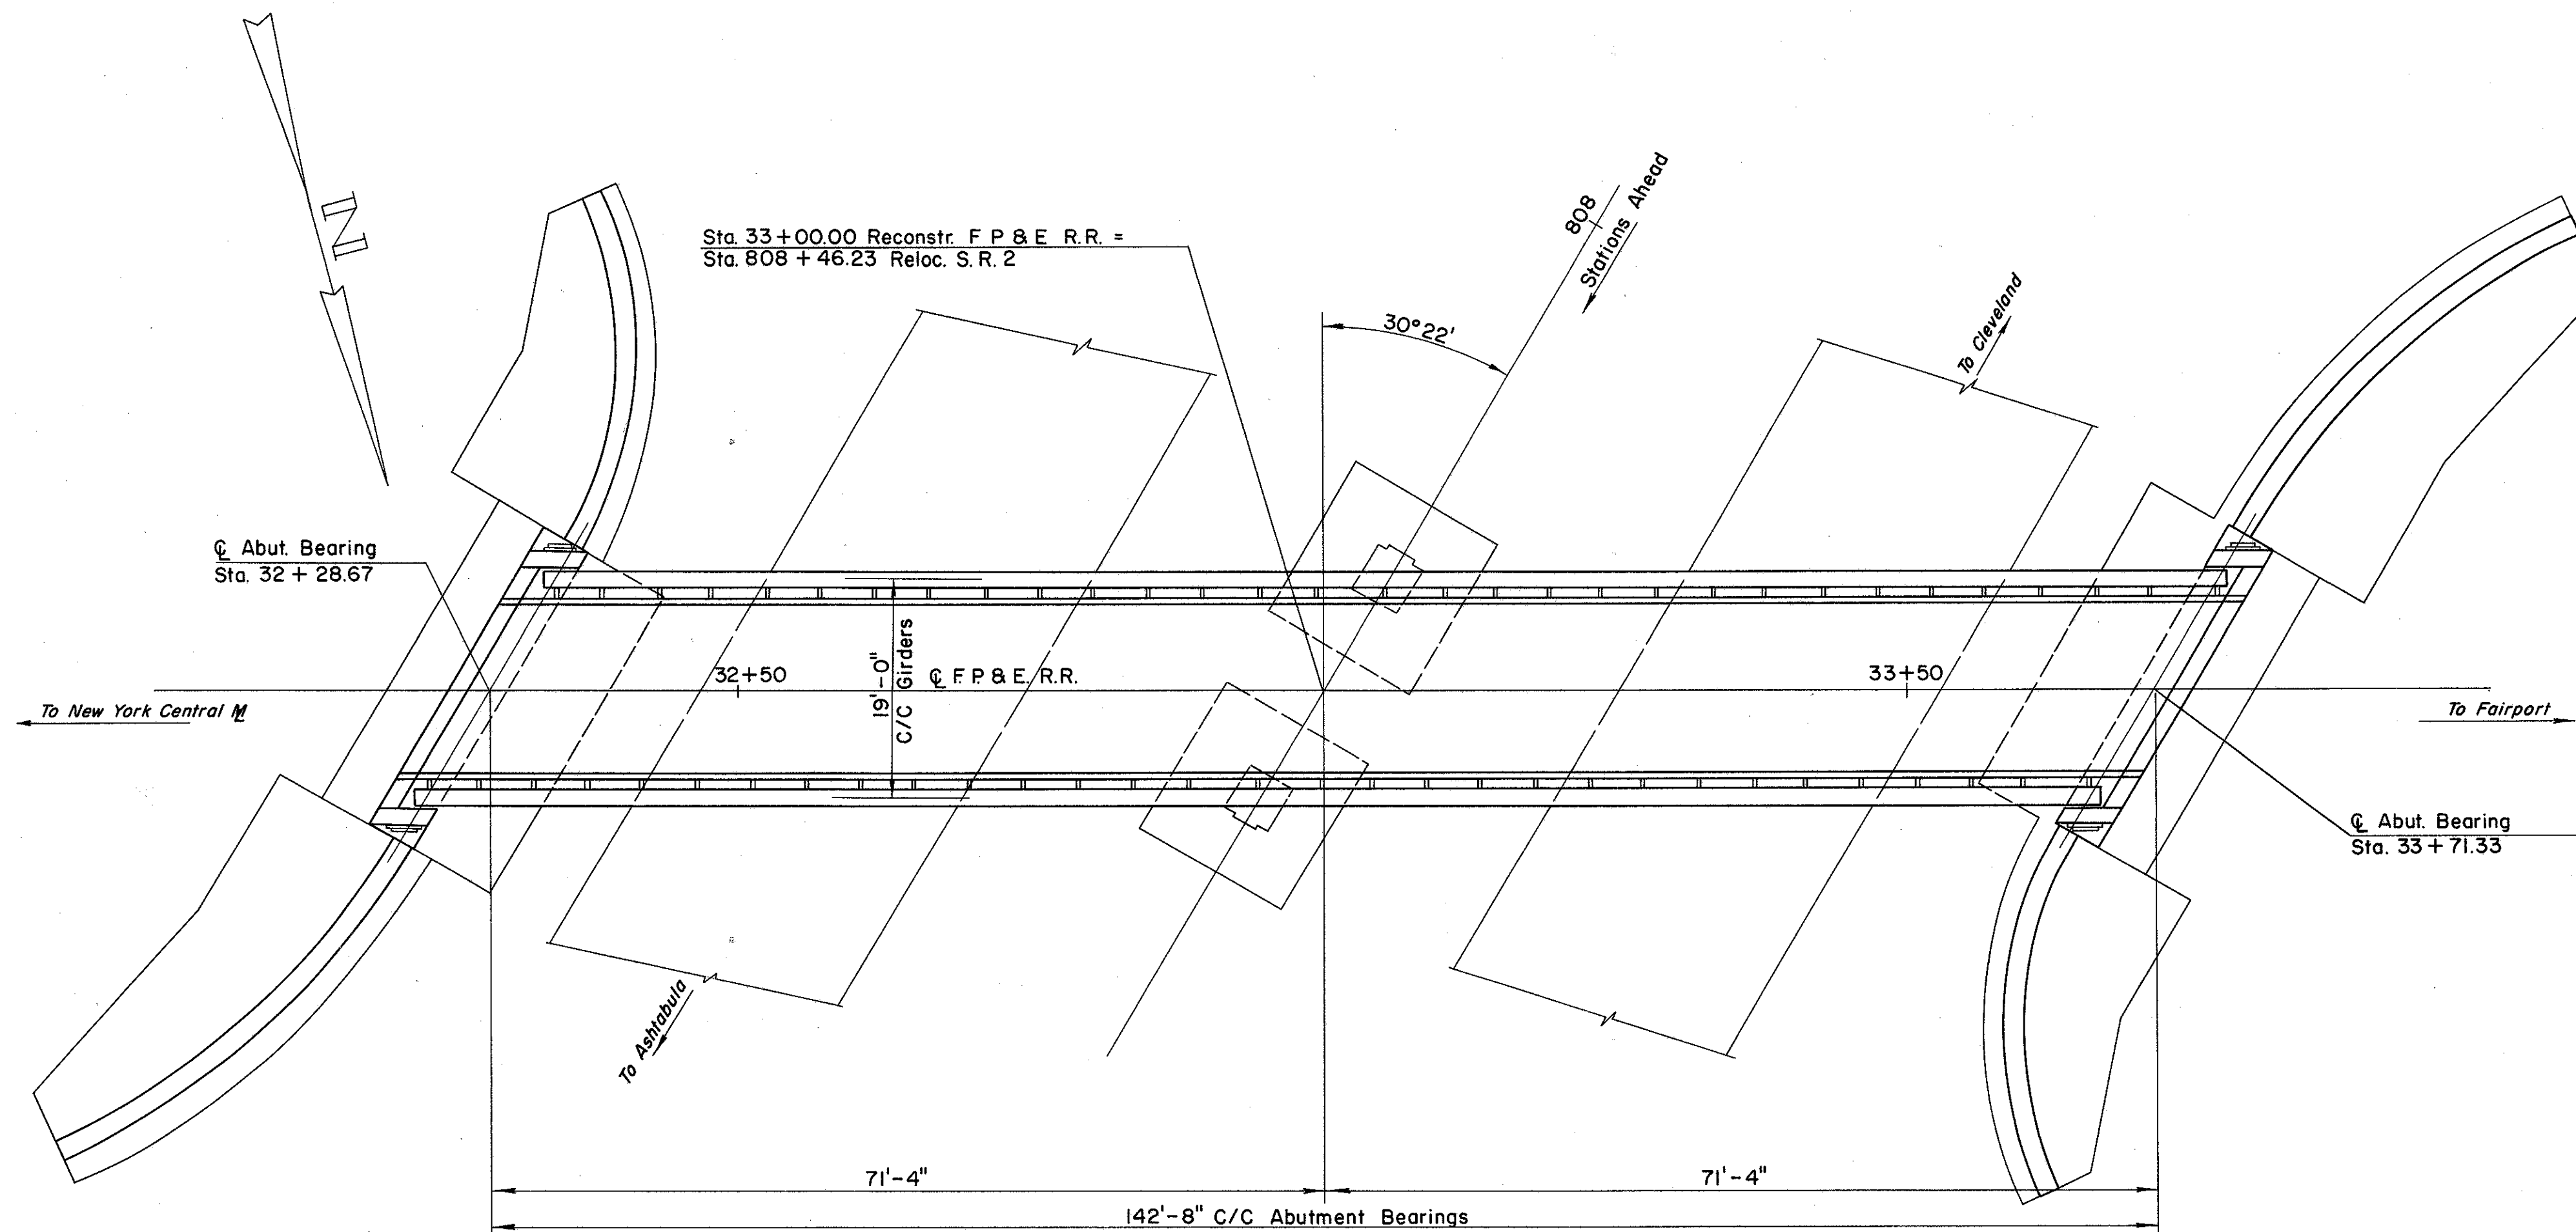 N
Sta. 33+00.00 Reconstr. F P & E R.R. =
Sta. 808 + 46.23 Reloc. S.R. 2
808
Stations Ahead
30°22'
To Cleveland
℄ Abut. Bearing
Sta. 32 + 28.67
32+50
19'-0"
C/C Girders
℄ F. P. & E. R.R.
33+50
To New York Central M̲L
To Fairport
℄ Abut. Bearing
Sta. 33 + 71.33
To Ashtabula
71'-4"
71'-4"
142'-8" C/C Abutment Bearings